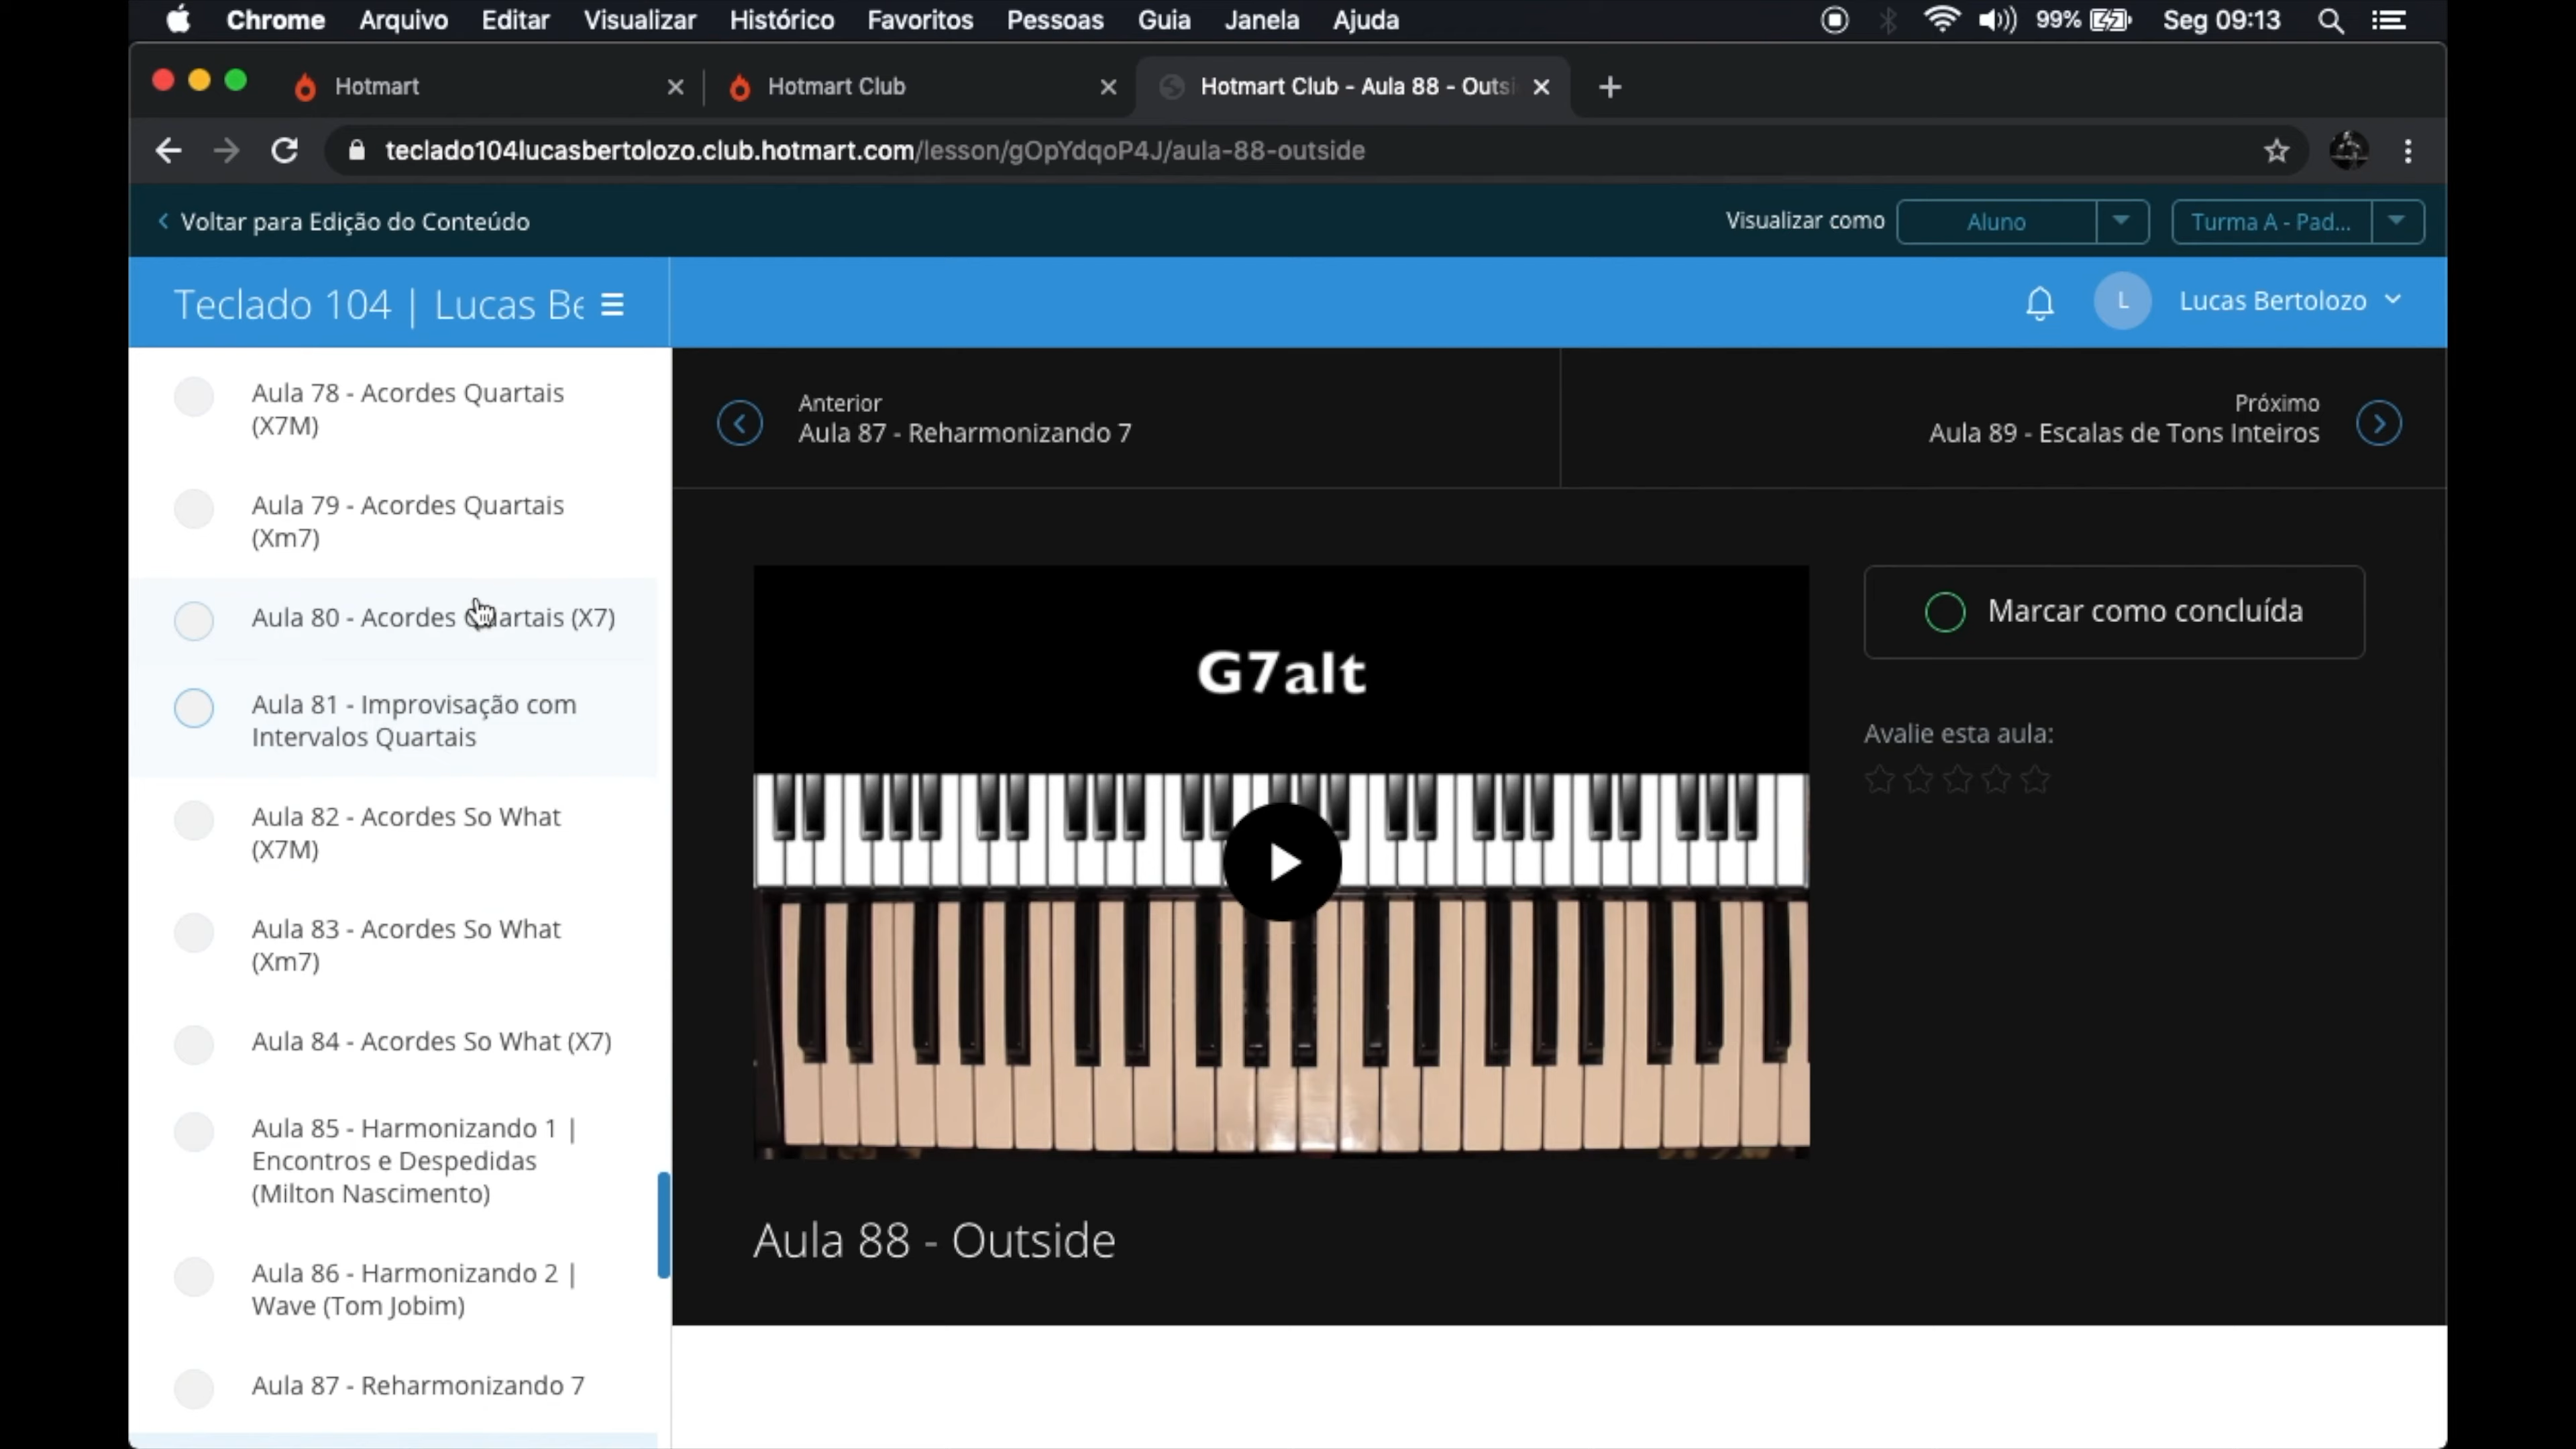 Chrome Arquivo Editar Visualizar Histórico Favoritos Pessoas Guia Janela Ajuda 99% Seg 09:13
Hotmart
Hotmart Club
Hotmart Club - Aula 88 - Outsi
teclado104lucasbertolozo.club.hotmart.com/lesson/gOpYdqoP4J/aula-88-outside
Voltar para Edição do Conteúdo
Visualizar como
Aluno
Turma A - Pad...
Teclado 104 | Lucas Be
L
Lucas Bertolozo
Aula 78 - Acordes Quartais
(X7M)
Aula 79 - Acordes Quartais
(Xm7)
Aula 80 - Acordes Quartais (X7)
Aula 81 - Improvisação com
Intervalos Quartais
Aula 82 - Acordes So What
(X7M)
Aula 83 - Acordes So What
(Xm7)
Aula 84 - Acordes So What (X7)
Aula 85 - Harmonizando 1 |
Encontros e Despedidas
(Milton Nascimento)
Aula 86 - Harmonizando 2 |
Wave (Tom Jobim)
Aula 87 - Reharmonizando 7
Anterior
Aula 87 - Reharmonizando 7
Próximo
Aula 89 - Escalas de Tons Inteiros
G7alt
Marcar como concluída
Avalie esta aula:
Aula 88 - Outside